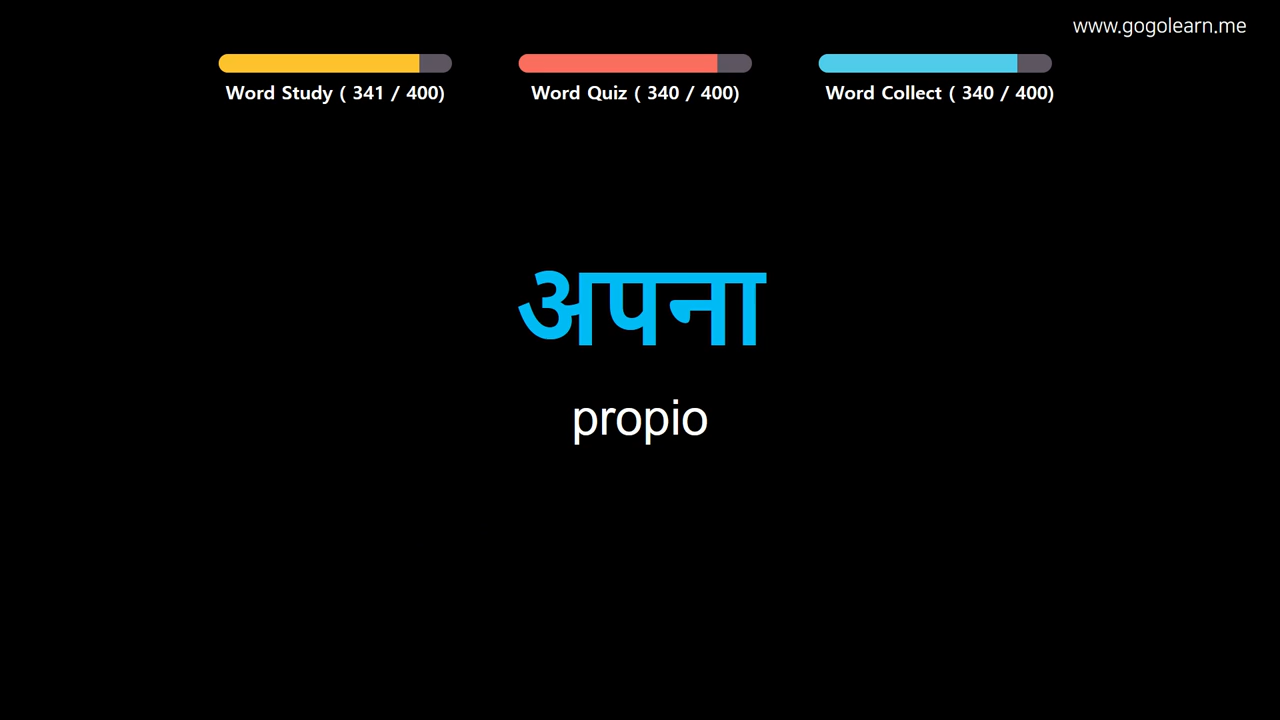 www.gogolearn.me
Word Study ( 341 / 400)
Word Quiz ( 340 / 400)
Word Collect ( 340 / 400)
अपना
propio